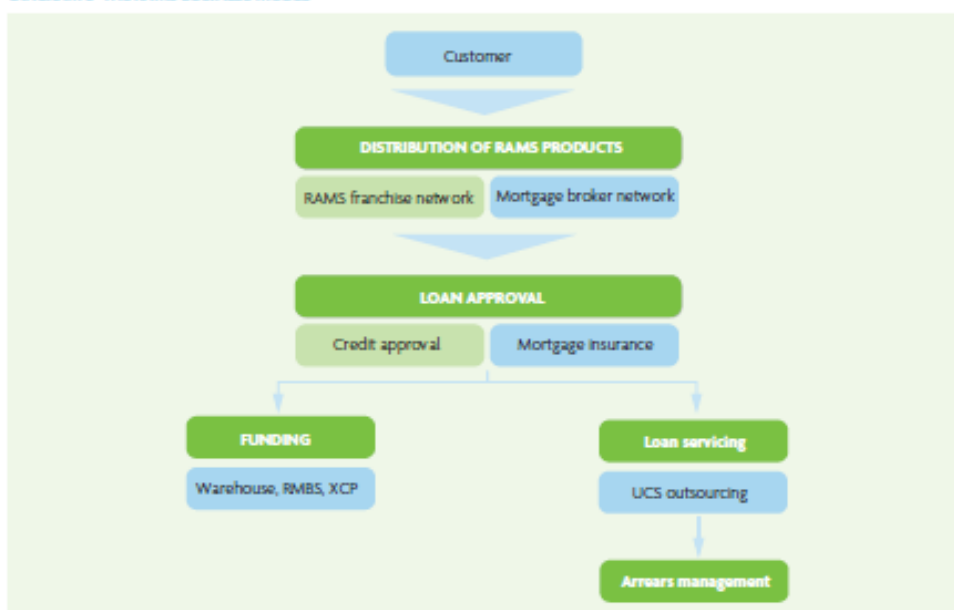 Customer
DISTRIBUTION OF RAMS PRODUCTS
RAMS franchise network
Mortgage broker network
LOAN APPROVAL
Credit approval
Mortgage insurance
FUNDING
Loan servicing
Warehouse, RMBS, XCP
UCS outsourcing
Arrears management